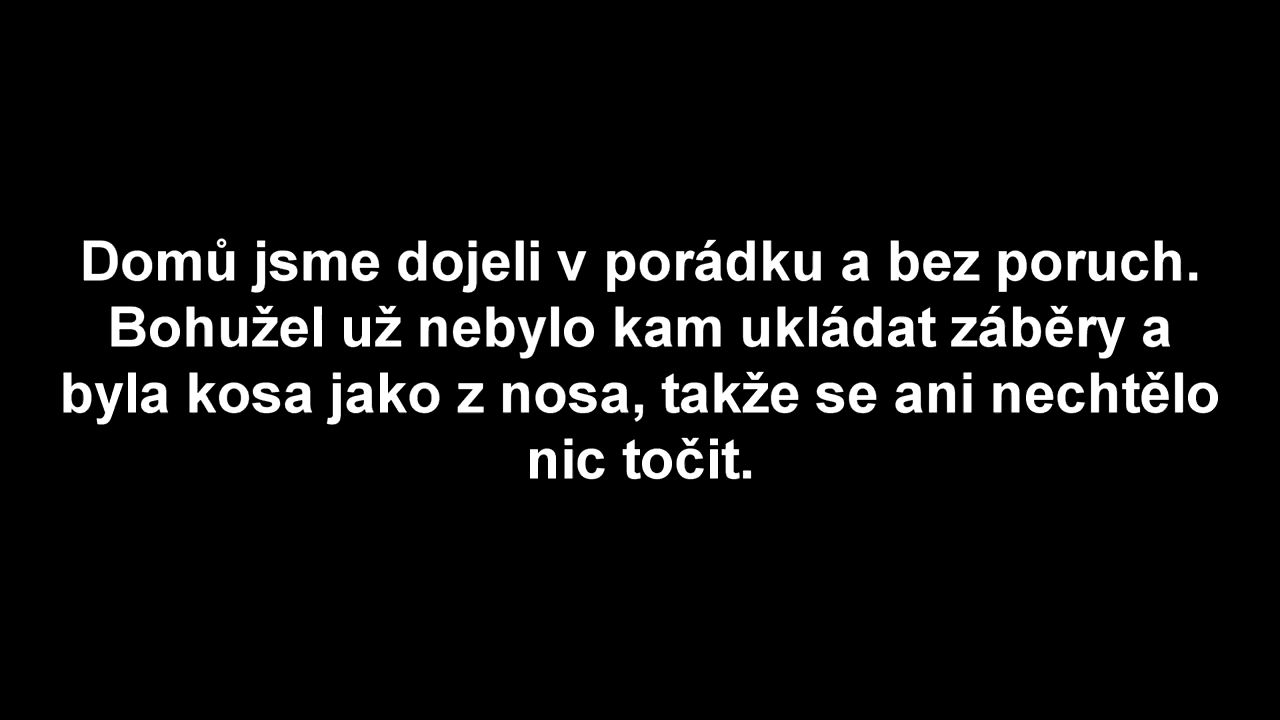 Domů jsme dojeli v porádku a bez poruch.
Bohužel už nebylo kam ukládat záběry a
byla kosa jako z nosa, takže se ani nechtělo
nic točit.